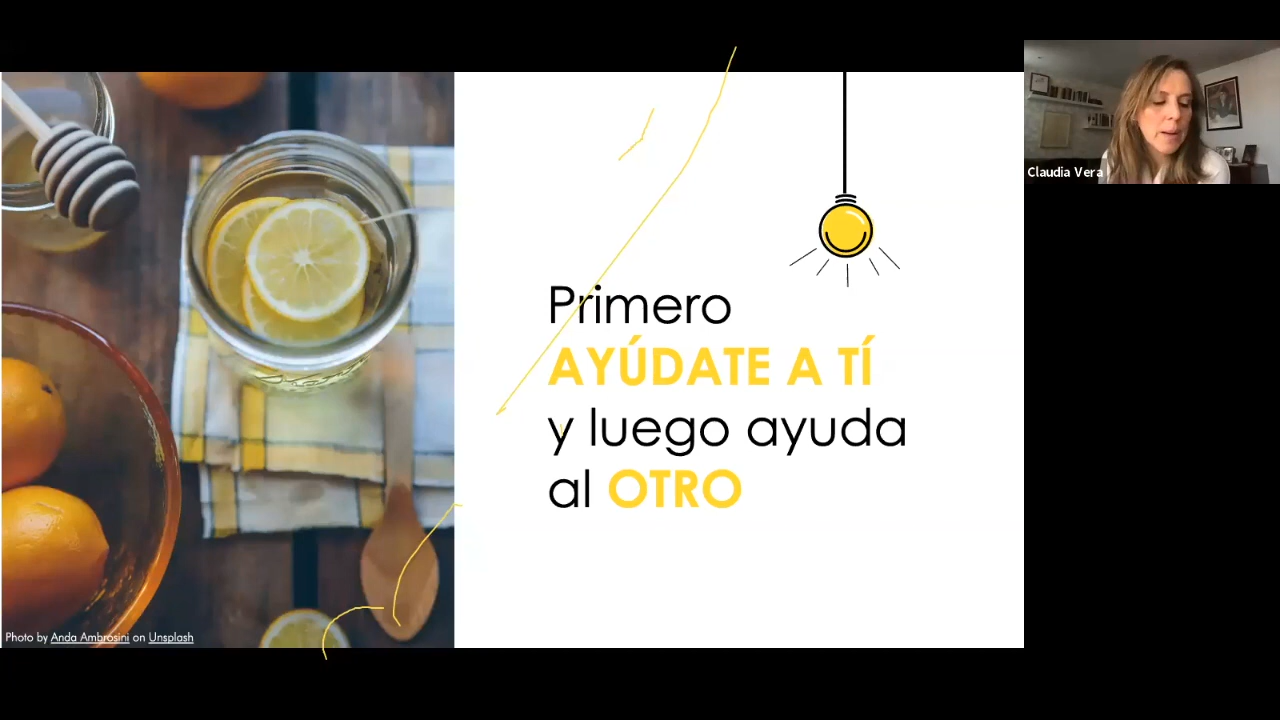 Claudia Vera
Primero
AYÚDATE A TÍ
y luego ayuda
al OTRO
Photo by Anda Ambrosini on Unsplash